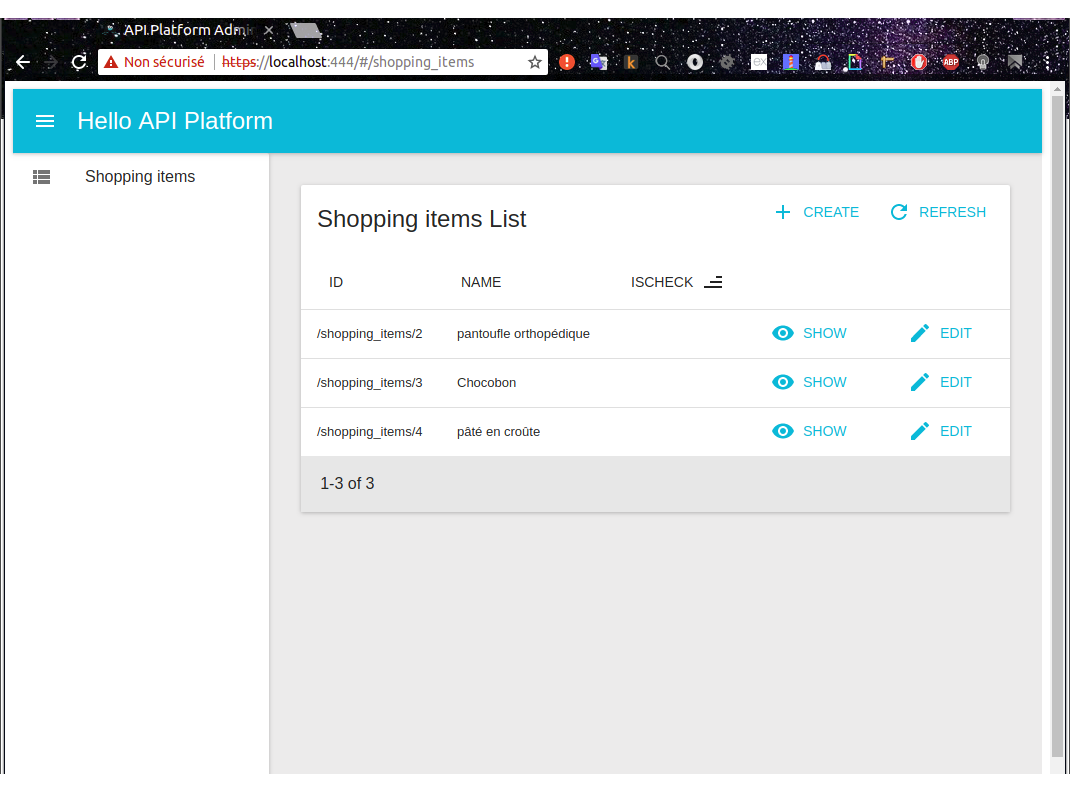 API Platform Admin
Non sécurisé https://localhost:444/#/shopping_items
k
ABP
Hello API Platform
Shopping items
Shopping items List
CREATE REFRESH
ID NAME ISCHECK
/shopping_items/2 pantoufle orthopédique SHOW EDIT
/shopping_items/3 Chocobon SHOW EDIT
/shopping_items/4 pâté en croûte SHOW EDIT
1-3 of 3